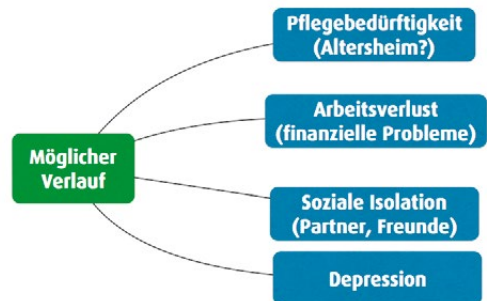 Pflegebedürftigkeit
(Altersheim?)
Arbeitsverlust
(finanzielle Probleme)
Möglicher
Verlauf
Soziale Isolation
(Partner, Freunde)
Depression